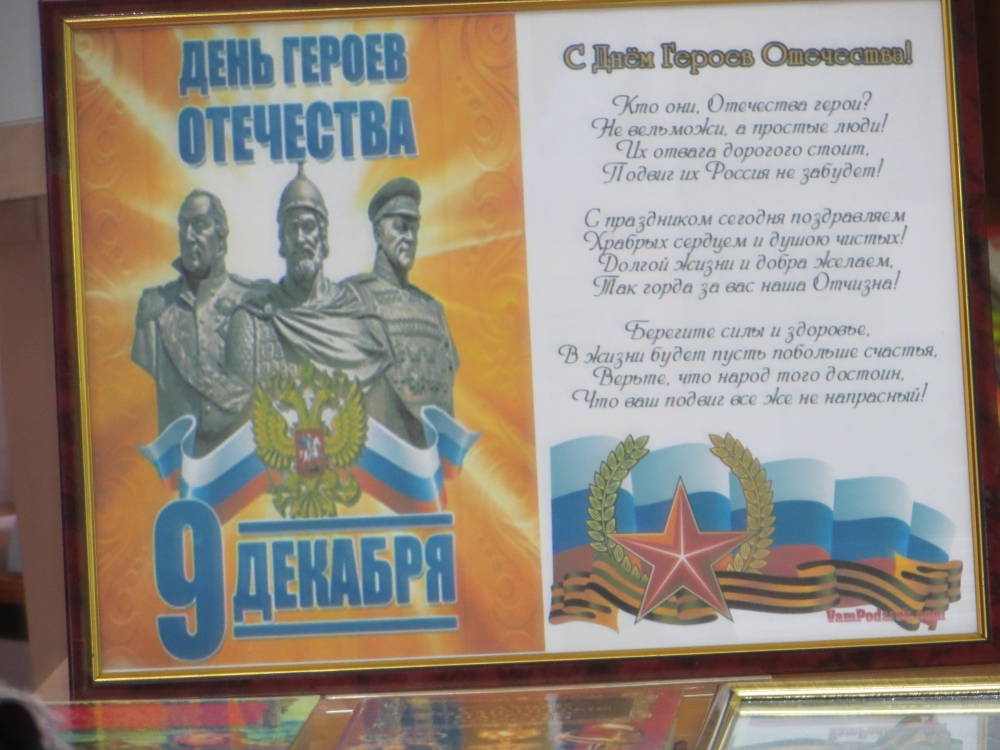 ДЕНЬ ГЕРОЕВ
ОТЕЧЕСТВА
9 ДЕКАБРЯ
С Днём Героев Отечества!
Кто они, Отечества герои?
Не вельможи, а простые люди!
Их отвага дорогого стоит,
Подвиг их Россия не забудет!
С праздником сегодня поздравляем
Храбрых сердцем и душою чистых!
Долгой жизни и добра желаем,
Так горда за вас наша Отчизна!
Берегите силы и здоровье,
В жизни будет пусть побольше счастья,
Верьте, что народ того достоин,
Что ваш подвиг все же не напрасный!